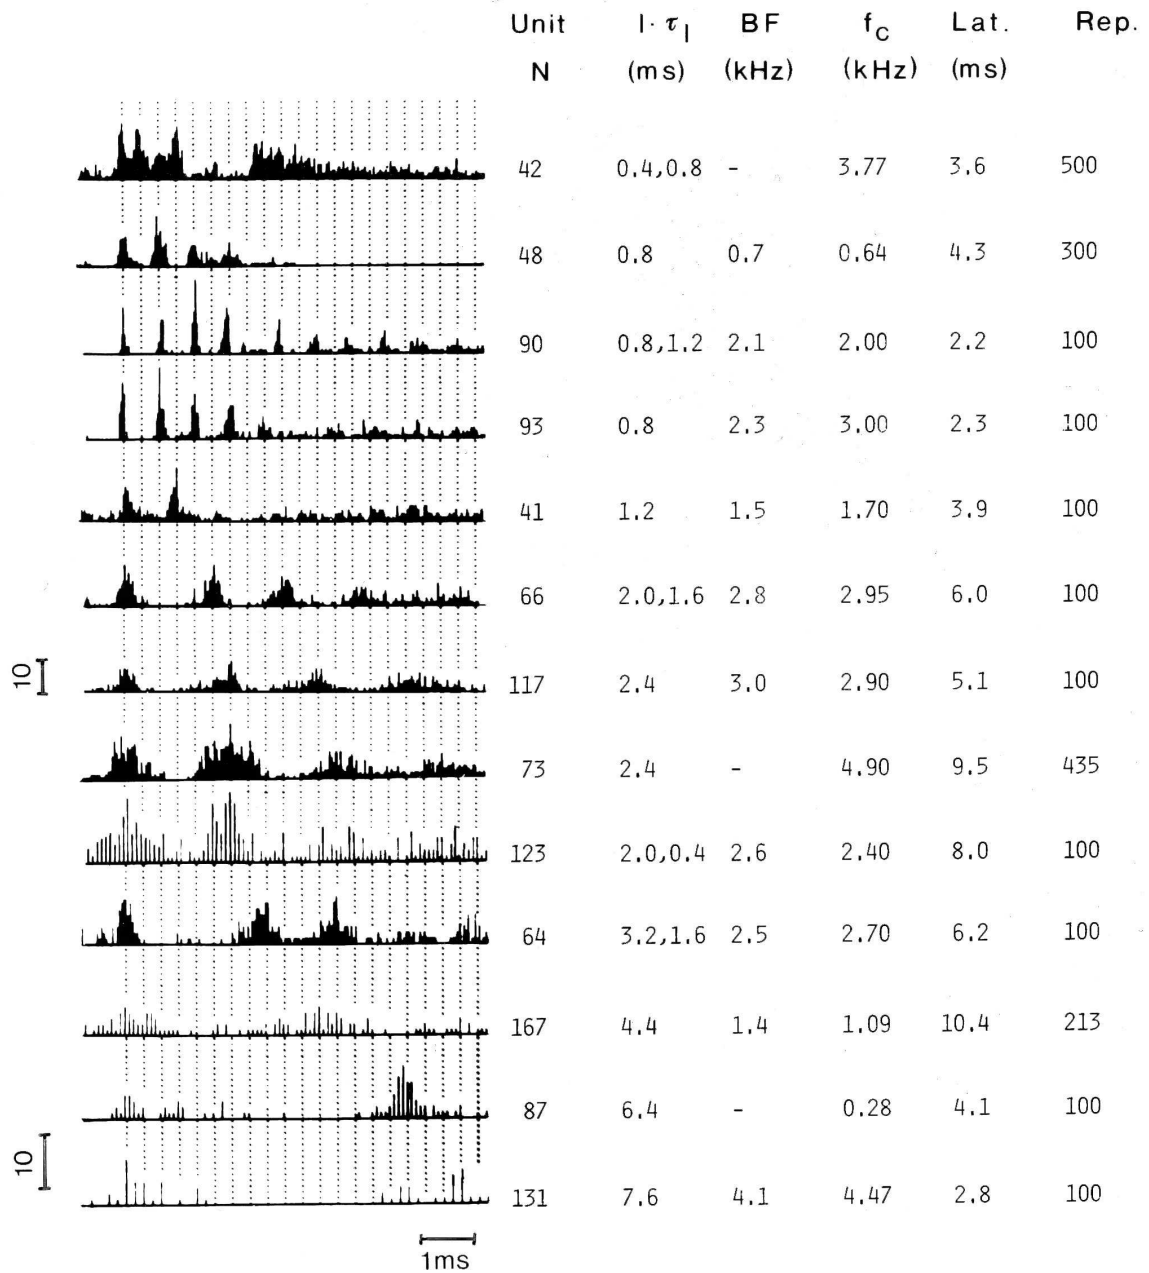 Unit l·τl BF fc Lat. Rep.
N (ms) (kHz) (kHz) (ms)
42 0.4,0.8 - 3.77 3.6 500
48 0.8 0.7 0.64 4.3 300
90 0.8,1.2 2.1 2.00 2.2 100
93 0.8 2.3 3.00 2.3 100
41 1.2 1.5 1.70 3.9 100
66 2.0,1.6 2.8 2.95 6.0 100
10
117 2.4 3.0 2.90 5.1 100
73 2.4 - 4.90 9.5 435
123 2.0,0.4 2.6 2.40 8.0 100
64 3.2,1.6 2.5 2.70 6.2 100
167 4.4 1.4 1.09 10.4 213
87 6.4 - 0.28 4.1 100
10
131 7.6 4.1 4.47 2.8 100
1ms